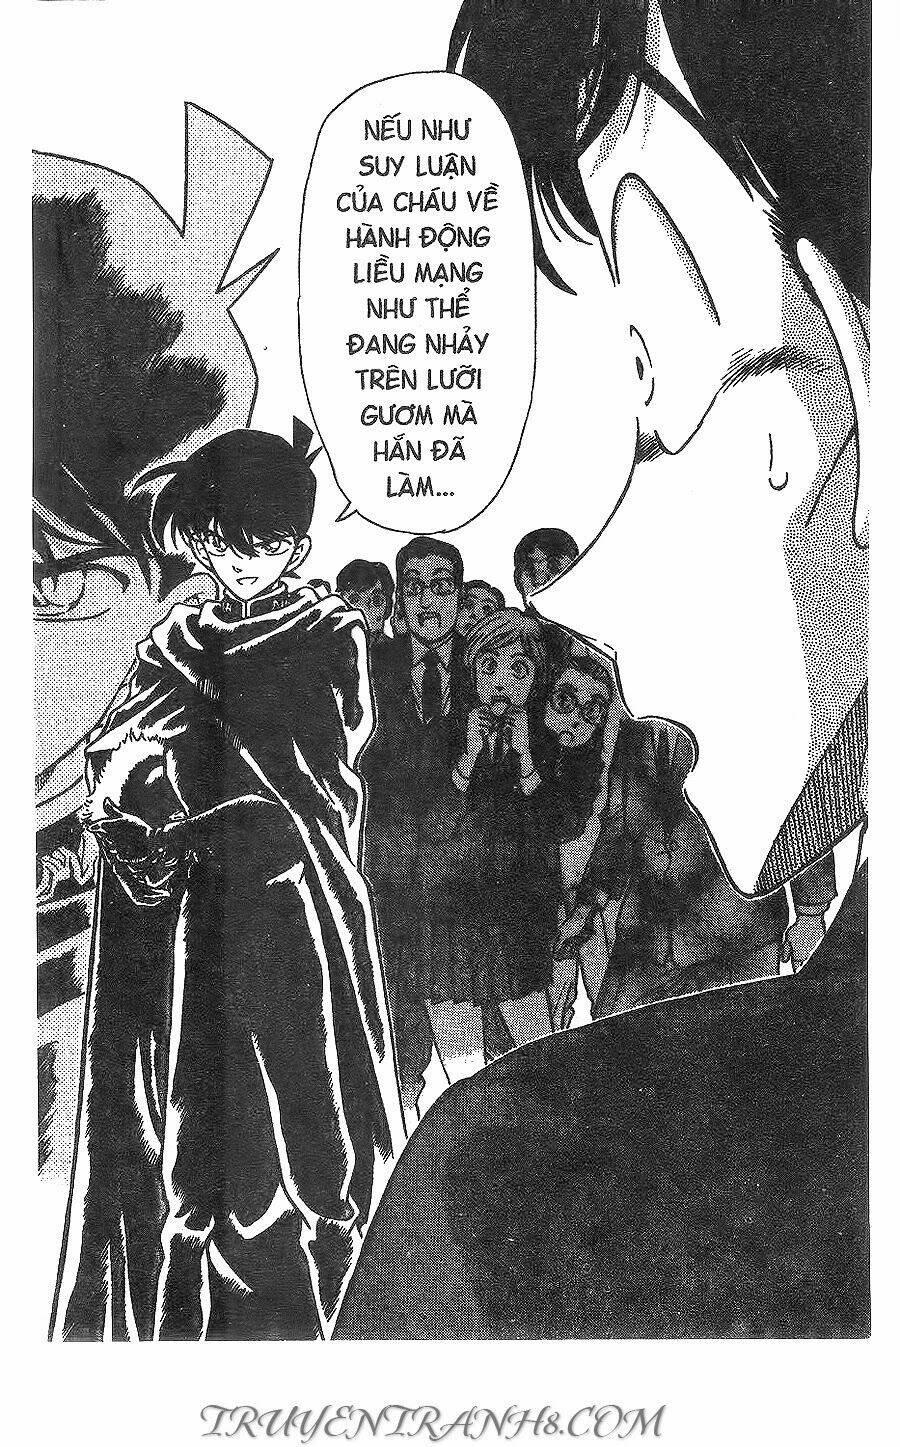 NẾU NHƯ
SUY LUẬN
CỦA CHÁU VỀ
HÀNH ĐỘNG
LIỀU MẠNG
NHƯ THỂ
ĐANG NHẢY
TRÊN LƯỠI
GƯƠM MÀ
HẮN ĐÃ
LÀM...
TRUYENTRANH8.COM